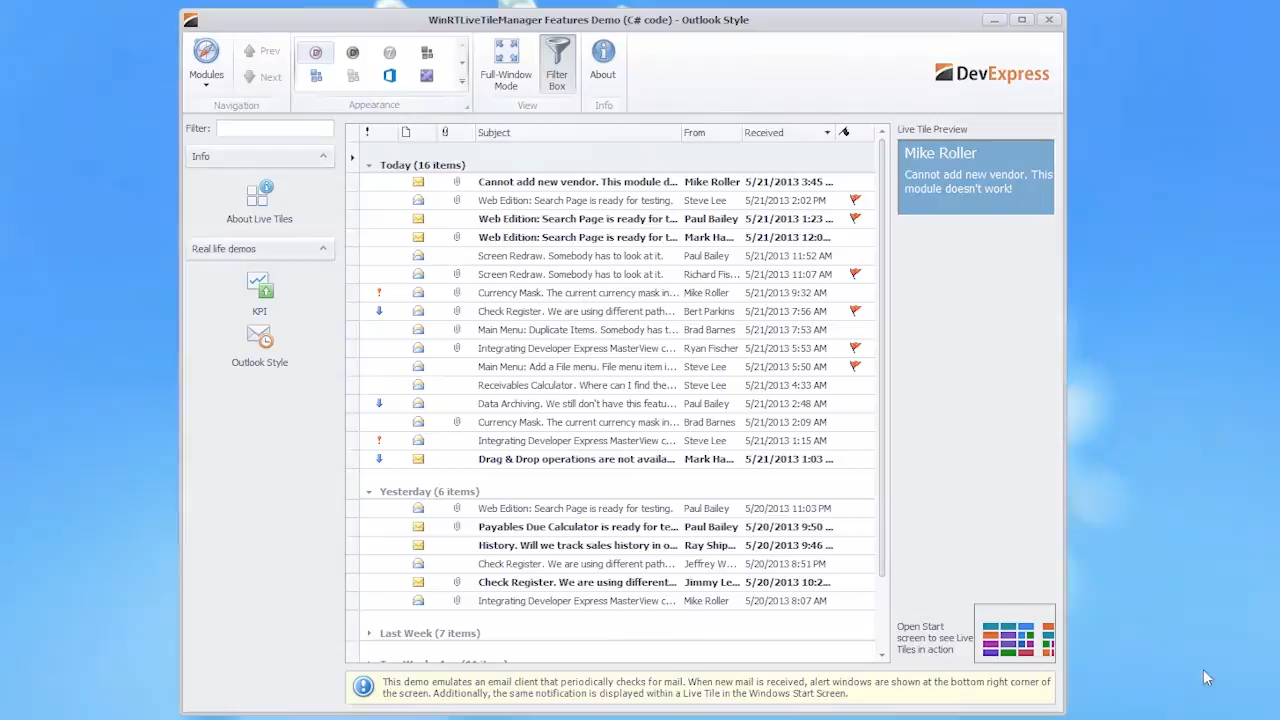 WinRTLiveTileManager Features Demo (C# code) - Outlook Style
Modules
Prev
Next
Navigation
Appearance
Full-Window
Mode
Filter
Box
View
About
Info
DevExpress
Filter:
Info
About Live Tiles
Real life demos
KPI
Outlook Style
Subject From Received
Today (16 items)
Cannot add new vendor. This module d... Mike Roller 5/21/2013 3:45 ...
Web Edition: Search Page is ready for testing. Steve Lee 5/21/2013 2:02 PM
Web Edition: Search Page is ready for t... Paul Bailey 5/21/2013 1:23 ...
Web Edition: Search Page is ready for t... Mark Ha... 5/21/2013 12:0...
Screen Redraw. Somebody has to look at it. Paul Bailey 5/21/2013 11:52 AM
Screen Redraw. Somebody has to look at it. Richard Fis... 5/21/2013 11:07 AM
Currency Mask. The current currency mask in... Mike Roller 5/21/2013 9:32 AM
Check Register. We are using different path... Bert Parkins 5/21/2013 7:56 AM
Main Menu: Duplicate Items. Somebody has t... Brad Barnes 5/21/2013 7:53 AM
Integrating Developer Express MasterView c... Ryan Fischer 5/21/2013 5:53 AM
Main Menu: Add a File menu. File menu item i... Steve Lee 5/21/2013 5:50 AM
Receivables Calculator. Where can I find the... Steve Lee 5/21/2013 4:33 AM
Data Archiving. We still don't have this featu... Paul Bailey 5/21/2013 2:48 AM
Currency Mask. The current currency mask in... Brad Barnes 5/21/2013 2:09 AM
Integrating Developer Express MasterView c... Steve Lee 5/21/2013 1:15 AM
Drag & Drop operations are not availa... Mark Ha... 5/21/2013 1:03 ...
Yesterday (6 items)
Web Edition: Search Page is ready for testing. Paul Bailey 5/20/2013 11:03 PM
Payables Due Calculator is ready for te... Paul Bailey 5/20/2013 9:50 ...
History. Will we track sales history in o... Ray Ship... 5/20/2013 9:46 ...
Check Register. We are using different path... Jeffrey W... 5/20/2013 8:51 PM
Check Register. We are using different... Jimmy Le... 5/20/2013 10:2...
Integrating Developer Express MasterView c... Mike Roller 5/20/2013 8:07 AM
Last Week (7 items)
Live Tile Preview
Mike Roller
Cannot add new vendor. This
module doesn't work!
Open Start
screen to see Live
Tiles in action
This demo emulates an email client that periodically checks for mail. When new mail is received, alert windows are shown at the bottom right corner of
the screen. Additionally, the same notification is displayed within a Live Tile in the Windows Start Screen.